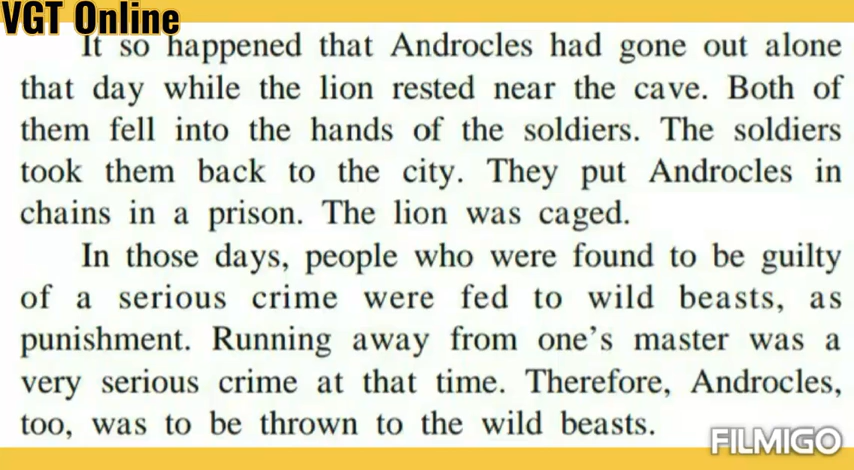 VGT Online
It so happened that Androcles had gone out alone
that day while the lion rested near the cave. Both of
them fell into the hands of the soldiers. The soldiers
took them back to the city. They put Androcles in
chains in a prison. The lion was caged.
In those days, people who were found to be guilty
of a serious crime were fed to wild beasts, as
punishment. Running away from one's master was a
very serious crime at that time. Therefore, Androcles,
too, was to be thrown to the wild beasts.
FILMIGO